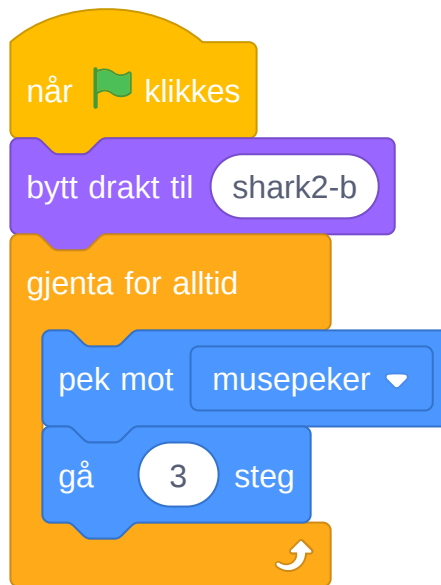 når klikkes
bytt drakt til shark2-b
gjenta for alltid
pek mot musepeker
gå 3 steg